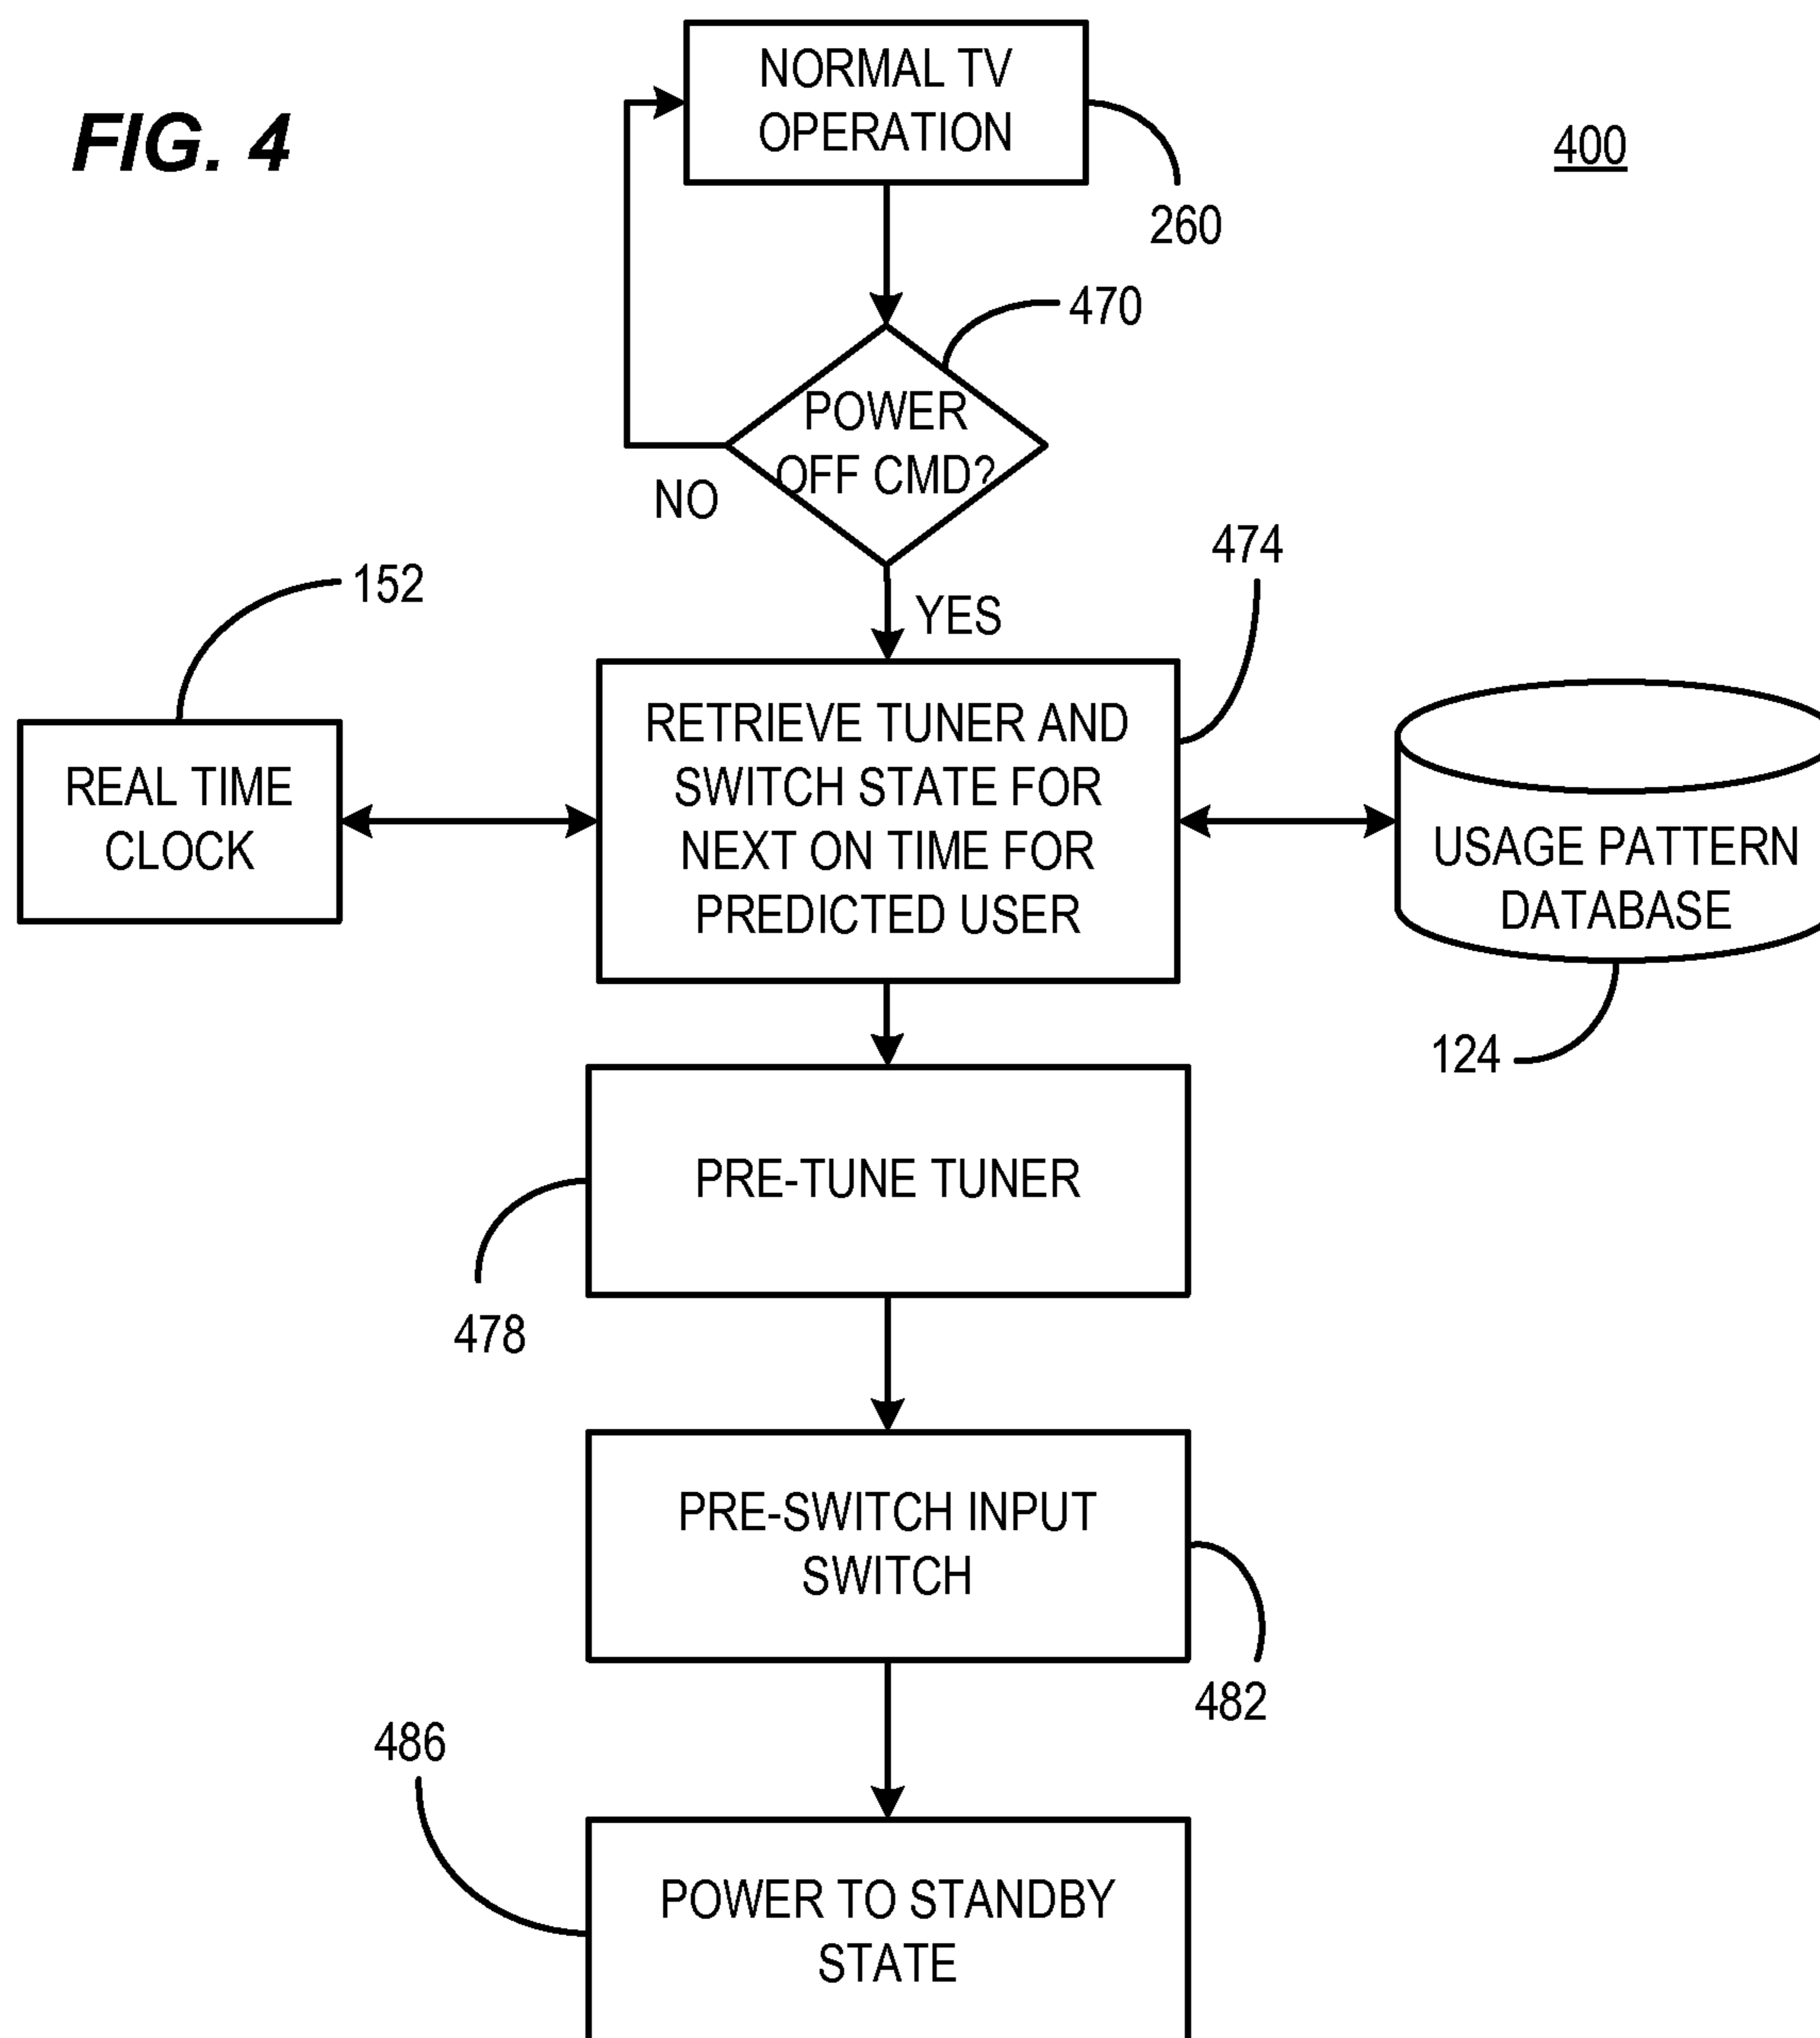 FIG. 4
400
NORMAL TV
OPERATION
260
470
POWER
OFF CMD?
NO
YES
474
152
REAL TIME
CLOCK
RETRIEVE TUNER AND
SWITCH STATE FOR
NEXT ON TIME FOR
PREDICTED USER
USAGE PATTERN
DATABASE
124
PRE-TUNE TUNER
478
PRE-SWITCH INPUT
SWITCH
482
486
POWER TO STANDBY
STATE